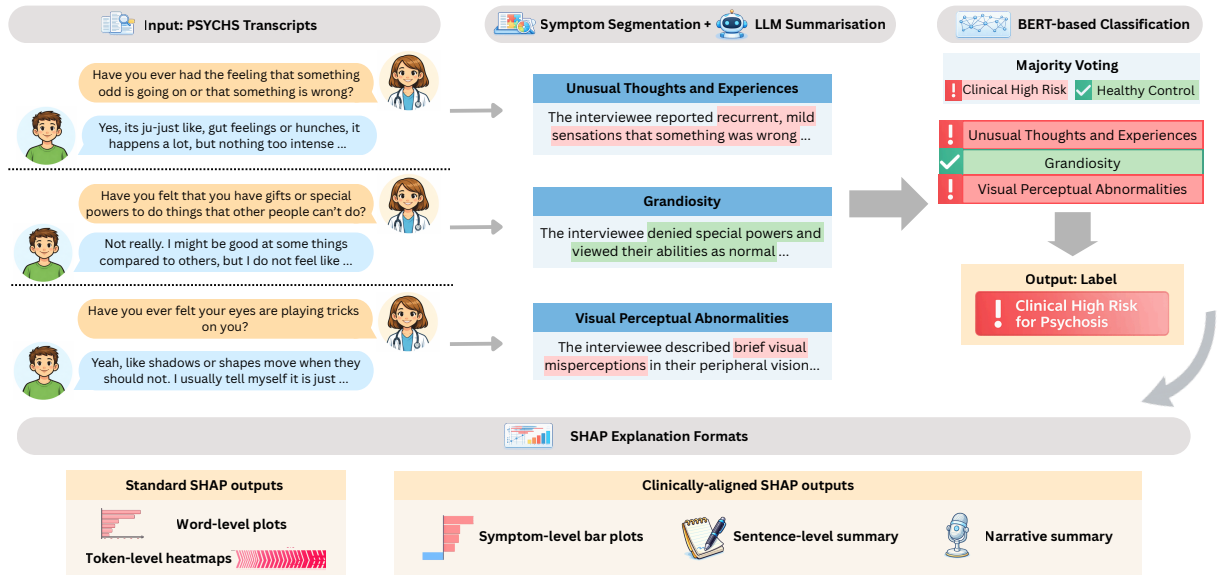 Input: PSYCHS Transcripts
Have you ever had the feeling that something
odd is going on or that something is wrong?
Yes, its ju-just like, gut feelings or hunches, it
happens a lot, but nothing too intense ...
Have you felt that you have gifts or special
powers to do things that other people can't do?
Not really. I might be good at some things
compared to others, but I do not feel like ...
Have you ever felt your eyes are playing tricks
on you?
Yeah, like shadows or shapes move when they
should not. I usually tell myself it is just ...
Symptom Segmentation + LLM Summarisation
Unusual Thoughts and Experiences
The interviewee reported recurrent, mild
sensations that something was wrong ...
Grandiosity
The interviewee denied special powers and
viewed their abilities as normal ...
Visual Perceptual Abnormalities
The interviewee described brief visual
misperceptions in their peripheral vision...
BERT-based Classification
Majority Voting
Clinical High Risk Healthy Control
Unusual Thoughts and Experiences
Grandiosity
Visual Perceptual Abnormalities
Output: Label
Clinical High Risk
for Psychosis
SHAP Explanation Formats
Standard SHAP outputs
Word-level plots
Token-level heatmaps
Clinically-aligned SHAP outputs
Symptom-level bar plots
Sentence-level summary
Narrative summary